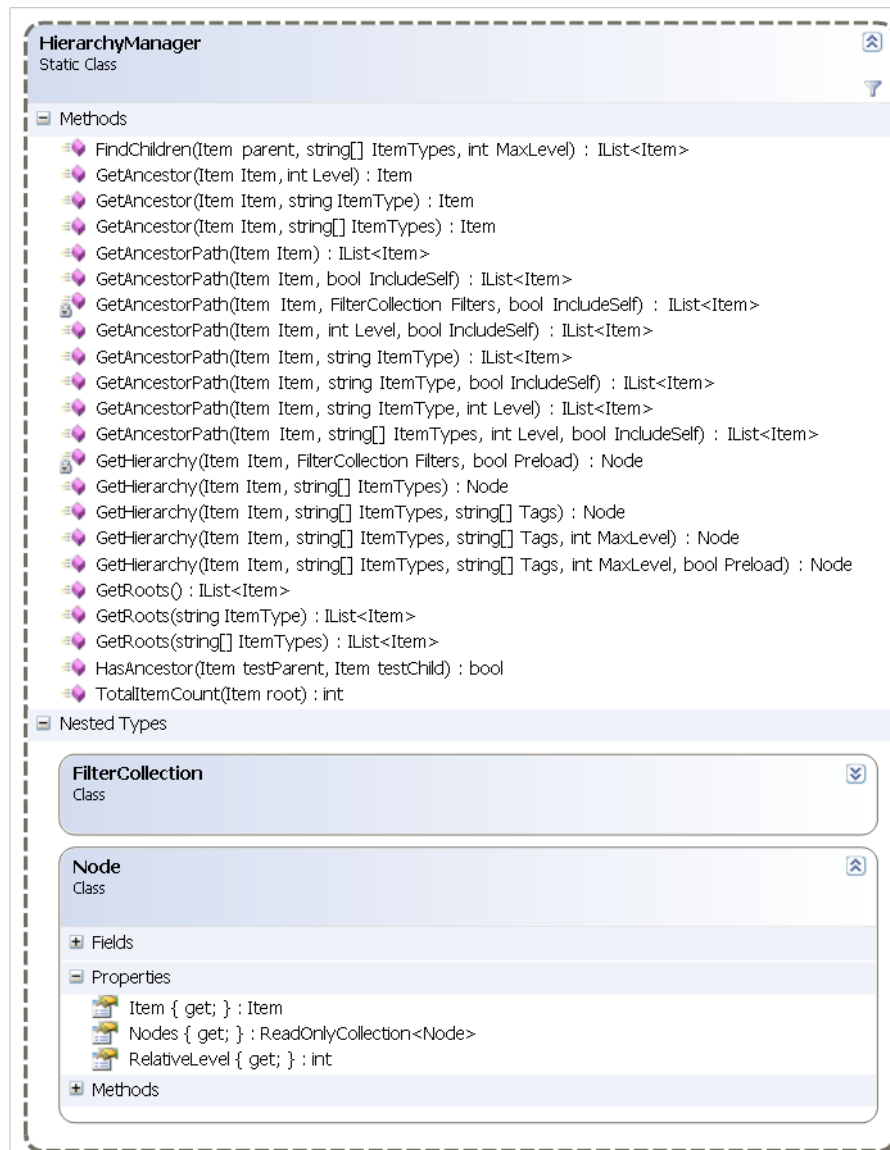 HierarchyManager
Static Class
Methods
FindChildren(Item parent, string[] ItemTypes, int MaxLevel) : IList<Item>
GetAncestor(Item Item, int Level) : Item
GetAncestor(Item Item, string ItemType) : Item
GetAncestor(Item Item, string[] ItemTypes) : Item
GetAncestorPath(Item Item) : IList<Item>
GetAncestorPath(Item Item, bool IncludeSelf) : IList<Item>
GetAncestorPath(Item Item, FilterCollection Filters, bool IncludeSelf) : IList<Item>
GetAncestorPath(Item Item, int Level, bool IncludeSelf) : IList<Item>
GetAncestorPath(Item Item, string ItemType) : IList<Item>
GetAncestorPath(Item Item, string ItemType, bool IncludeSelf) : IList<Item>
GetAncestorPath(Item Item, string ItemType, int Level) : IList<Item>
GetAncestorPath(Item Item, string[] ItemTypes, int Level, bool IncludeSelf) : IList<Item>
GetHierarchy(Item Item, FilterCollection Filters, bool Preload) : Node
GetHierarchy(Item Item, string[] ItemTypes) : Node
GetHierarchy(Item Item, string[] ItemTypes, string[] Tags) : Node
GetHierarchy(Item Item, string[] ItemTypes, string[] Tags, int MaxLevel) : Node
GetHierarchy(Item Item, string[] ItemTypes, string[] Tags, int MaxLevel, bool Preload) : Node
GetRoots() : IList<Item>
GetRoots(string ItemType) : IList<Item>
GetRoots(string[] ItemTypes) : IList<Item>
HasAncestor(Item testParent, Item testChild) : bool
TotalItemCount(Item root) : int
Nested Types
FilterCollection
Class
Node
Class
Fields
Properties
Item { get; } : Item
Nodes { get; } : ReadOnlyCollection<Node>
RelativeLevel { get; } : int
Methods